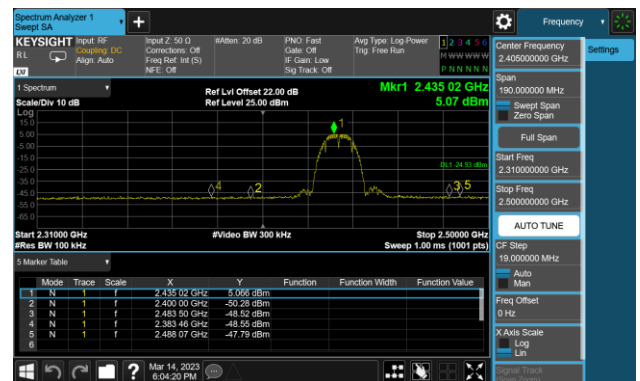 Spectrum Analyzer 1
Swept SA
Frequency
KEYSIGHT
RL
Input: RF
Coupling: DC
Align: Auto
Input Z: 50 Ω
Corrections: Off
Freq Ref: Int (S)
NFE: Off
#Atten: 20 dB
PNO: Fast
Gate: Off
IF Gain: Low
Sig Track: Off
Avg Type: Log-Power
Trig: Free Run
1 2 3 4 5 6
M W W W W W
P N N N N N
LXI
1 Spectrum
Scale/Div 10 dB
Ref Lvl Offset 22.00 dB
Ref Level 25.00 dBm
Mkr1 2.435 02 GHz
5.07 dBm
Log
15.0
5.00
-5.00
-15.0
-25.0
-35.0
-45.0
-55.0
-65.0
1
DL1 -24.93 dBm
4
2
3
5
Start 2.31000 GHz
#Video BW 300 kHz
Stop 2.50000 GHz
#Res BW 100 kHz
Sweep 1.00 ms (1001 pts)
5 Marker Table
Mode Trace Scale X Y Function Function Width Function Value
1 N 1 f 2.435 02 GHz 5.066 dBm
2 N 1 f 2.400 00 GHz -50.28 dBm
3 N 1 f 2.483 50 GHz -48.52 dBm
4 N 1 f 2.383 46 GHz -48.55 dBm
5 N 1 f 2.488 07 GHz -47.79 dBm
6
Mar 14, 2023
6:04:20 PM
Center Frequency
2.405000000 GHz
Span
190.000000 MHz
Swept Span
Zero Span
Full Span
Start Freq
2.310000000 GHz
Stop Freq
2.500000000 GHz
AUTO TUNE
CF Step
19.000000 MHz
Auto
Man
Freq Offset
0 Hz
X Axis Scale
Log
Lin
Signal Track
Settings